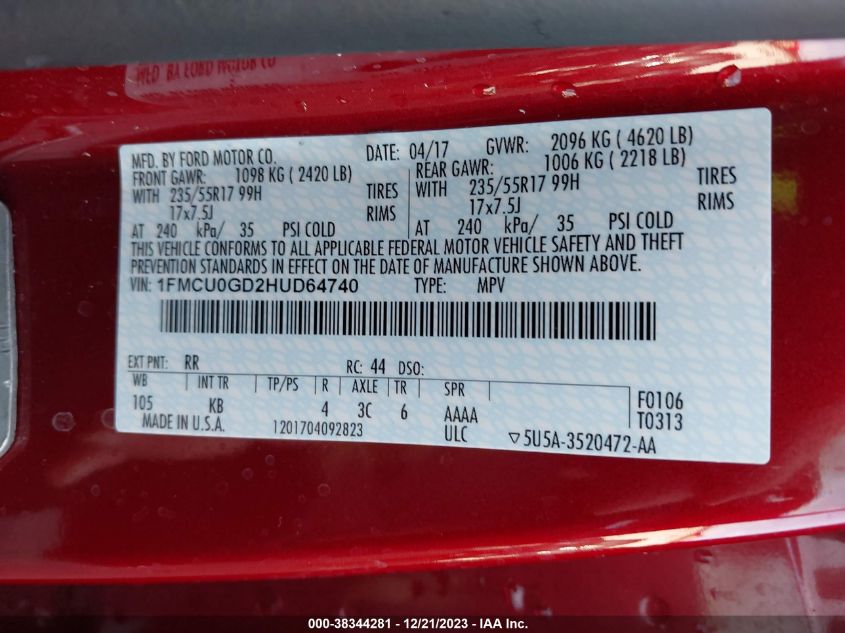 WED BA FORD MOTOR CO
MFD. BY FORD MOTOR CO. DATE: 04/17 GVWR: 2096 KG ( 4620 LB)
FRONT GAWR: 1098 KG ( 2420 LB) REAR GAWR: 1006 KG ( 2218 LB)
WITH 235/55R17 99H TIRES WITH 235/55R17 99H TIRES
17x7.5J RIMS 17x7.5J RIMS
AT 240 kPa/ 35 PSI COLD AT 240 kPa/ 35 PSI COLD
THIS VEHICLE CONFORMS TO ALL APPLICABLE FEDERAL MOTOR VEHICLE SAFETY AND THEFT
PREVENTION STANDARDS IN EFFECT ON THE DATE OF MANUFACTURE SHOWN ABOVE.
VIN: 1FMCU0GD2HUD64740 TYPE: MPV
EXT PNT: RR RC: 44 DSO:
WB INT TR TP/PS R AXLE TR SPR
105 KB 4 3C 6 AAAA F0106
MADE IN U.S.A. 1201704092823 ULC T0313
▽5U5A-3520472-AA
000-38344281 - 12/21/2023 - IAA Inc.